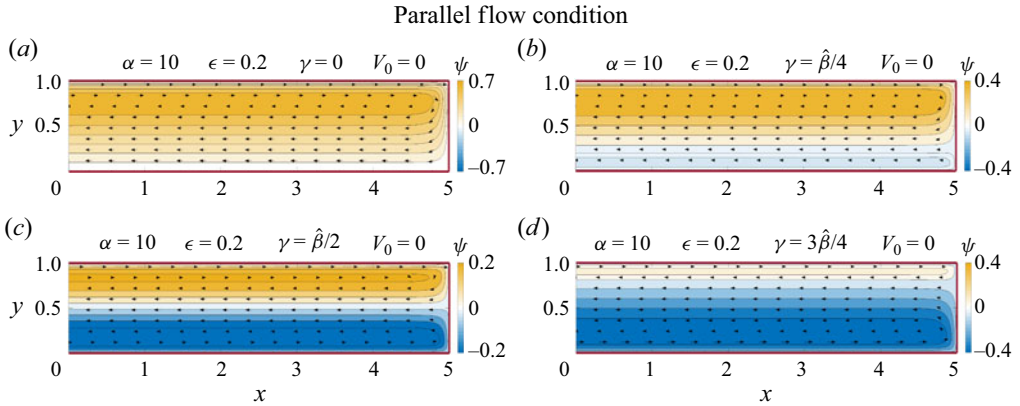 Parallel flow condition
(a) α = 10 ϵ = 0.2 γ = 0 V₀ = 0 ψ
(b) α = 10 ϵ = 0.2 γ = β̂/4 V₀ = 0 ψ
1.0 0.7
1.0 0.4
y 0.5 0
0.5 0
–0.7
–0.4
0 1 2 3 4 5
0 1 2 3 4 5
(c) α = 10 ϵ = 0.2 γ = β̂/2 V₀ = 0 ψ
(d) α = 10 ϵ = 0.2 γ = 3β̂/4 V₀ = 0 ψ
1.0 0.2
1.0 0.4
y 0.5 0
0.5 0
–0.2
–0.4
0 1 2 3 4 5
0 1 2 3 4 5
x
x